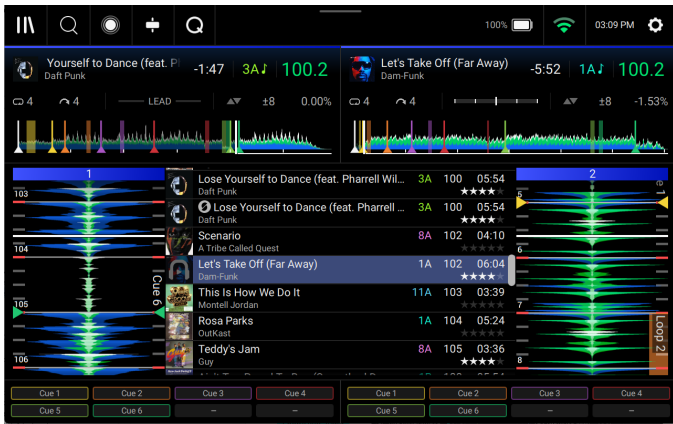 Q
100%
03:09 PM
Yourself to Dance (feat. P
Daft Punk
-1:47
3A
100.2
Let's Take Off (Far Away)
Dam-Funk
-5:52
1A
100.2
4
4
LEAD
±8
0.00%
4
4
±8
-1.53%
1
2
103
104
105
106
Cue 6
Lose Yourself to Dance (feat. Pharrell Wil...
3A
100
05:54
Daft Punk
Lose Yourself to Dance (feat. Pharrell ...
3A
100
05:54
Daft Punk
Scenario
8A
102
04:10
A Tribe Called Quest
Let's Take Off (Far Away)
1A
102
06:04
Dam-Funk
This Is How We Do It
11A
103
03:39
Montell Jordan
Rosa Parks
1A
104
05:24
OutKast
Teddy's Jam
8A
105
03:36
Guy
5
6
7
8
e 1
Loop 2
Cue 1
Cue 2
Cue 3
Cue 4
Cue 1
Cue 2
Cue 3
Cue 4
Cue 5
Cue 6
–
–
Cue 5
Cue 6
–
–